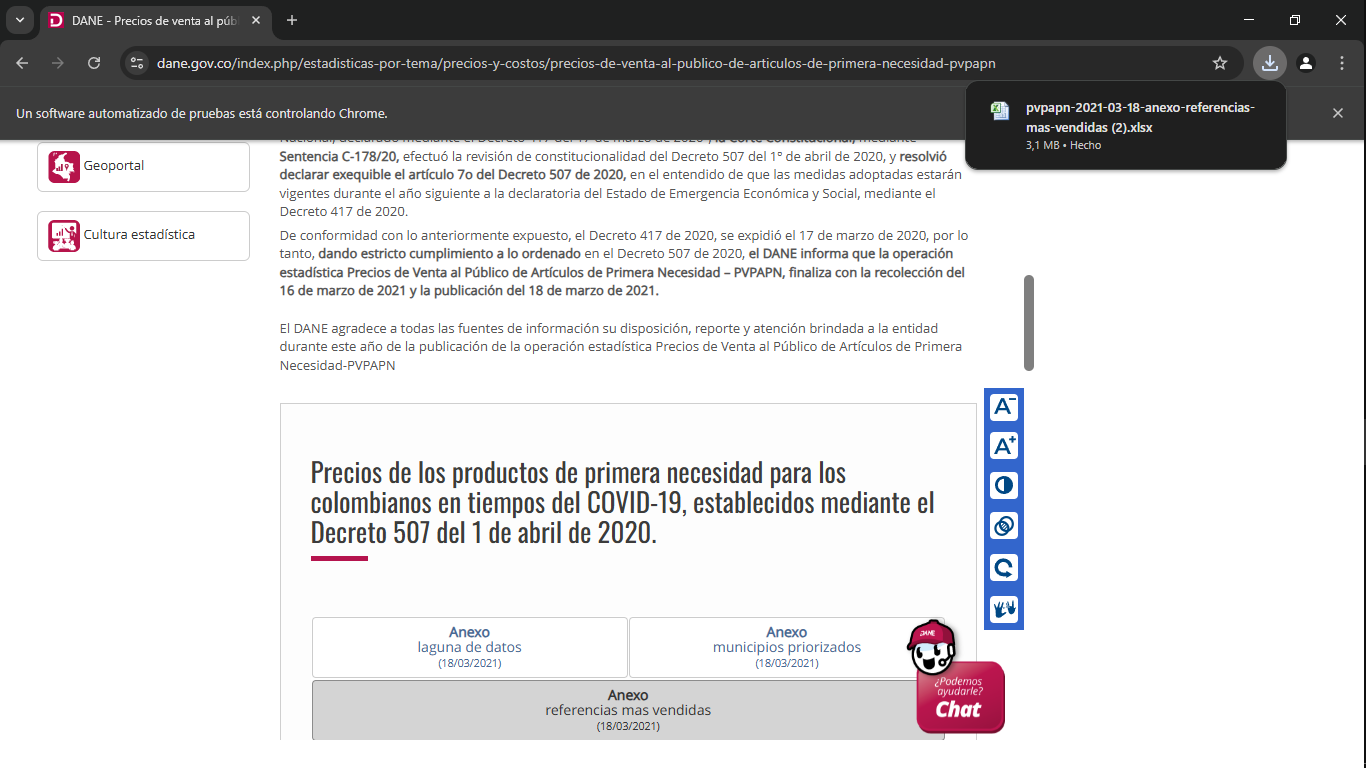 DANE - Precios de venta al púb
dane.gov.co/index.php/estadisticas-por-tema/precios-y-costos/precios-de-venta-al-publico-de-articulos-de-primera-necesidad-pvpapn
Un software automatizado de pruebas está controlando Chrome.
pvpapn-2021-03-18-anexo-referencias-
mas-vendidas (2).xlsx
3,1 MB • Hecho
Geoportal
Cultura estadística
Sentencia C-178/20, efectuó la revisión de constitucionalidad del Decreto 507 del 1º de abril de 2020, y resolvió
declarar exequible el artículo 7o del Decreto 507 de 2020, en el entendido de que las medidas adoptadas estarán
vigentes durante el año siguiente a la declaratoria del Estado de Emergencia Económica y Social, mediante el
Decreto 417 de 2020.
De conformidad con lo anteriormente expuesto, el Decreto 417 de 2020, se expidió el 17 de marzo de 2020, por lo
tanto, dando estricto cumplimiento a lo ordenado en el Decreto 507 de 2020, el DANE informa que la operación
estadística Precios de Venta al Público de Artículos de Primera Necesidad – PVPAPN, finaliza con la recolección del
16 de marzo de 2021 y la publicación del 18 de marzo de 2021.
El DANE agradece a todas las fuentes de información su disposición, reporte y atención brindada a la entidad
durante este año de la publicación de la operación estadística Precios de Venta al Público de Artículos de Primera
Necesidad-PVPAPN
Precios de los productos de primera necesidad para los
colombianos en tiempos del COVID-19, establecidos mediante el
Decreto 507 del 1 de abril de 2020.
Anexo
laguna de datos
(18/03/2021)
Anexo
municipios priorizados
(18/03/2021)
Anexo
referencias mas vendidas
(18/03/2021)
A-
A+
DANE
¿Podemos
ayudarle?
Chat